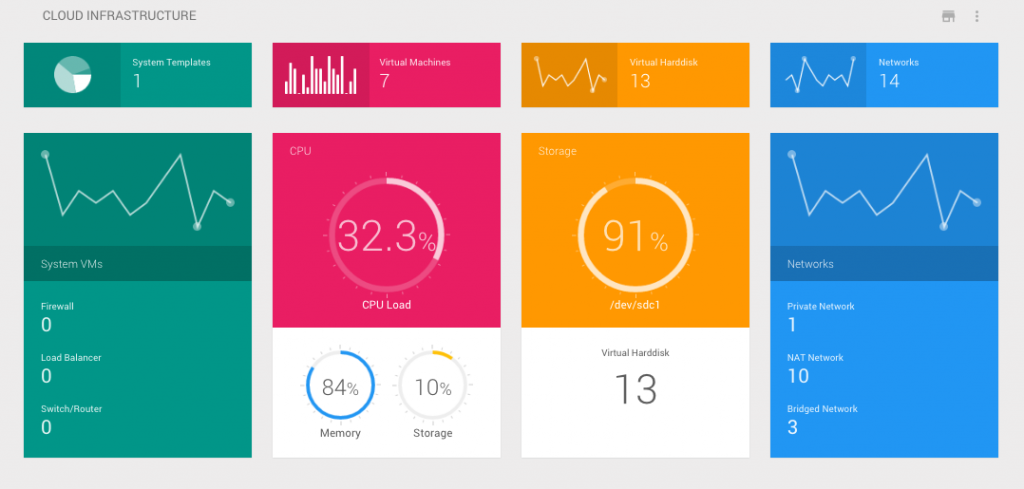 CLOUD INFRASTRUCTURE
System Templates
1
Virtual Machines
7
Virtual Harddisk
13
Networks
14
System VMs
Firewall
0
Load Balancer
0
Switch/Router
0
CPU
32.3%
CPU Load
84%
Memory
10%
Storage
Storage
91%
/dev/sdc1
Virtual Harddisk
13
Networks
Private Network
1
NAT Network
10
Bridged Network
3